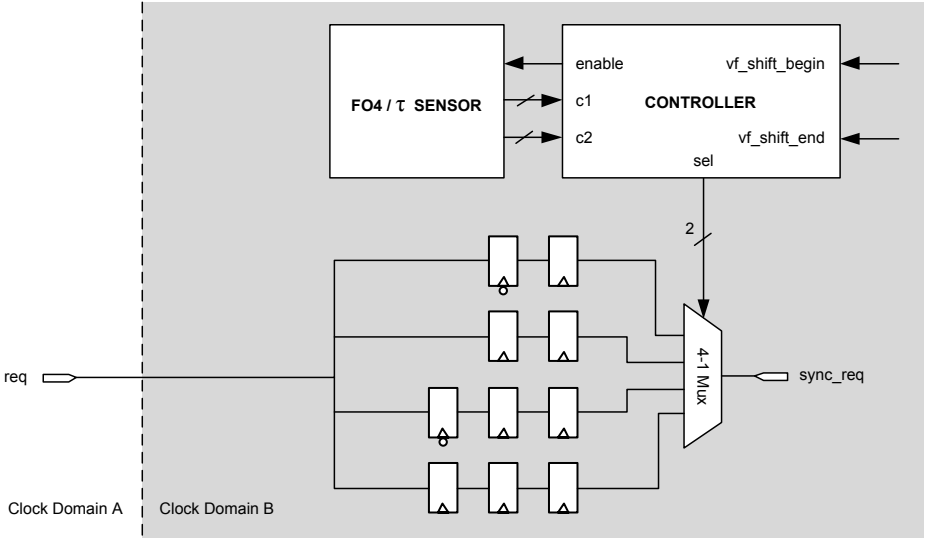 enable
vf_shift_begin
FO4 / τ SENSOR
c1
CONTROLLER
c2
vf_shift_end
sel
2
4-1 Mux
req
sync_req
Clock Domain A
Clock Domain B